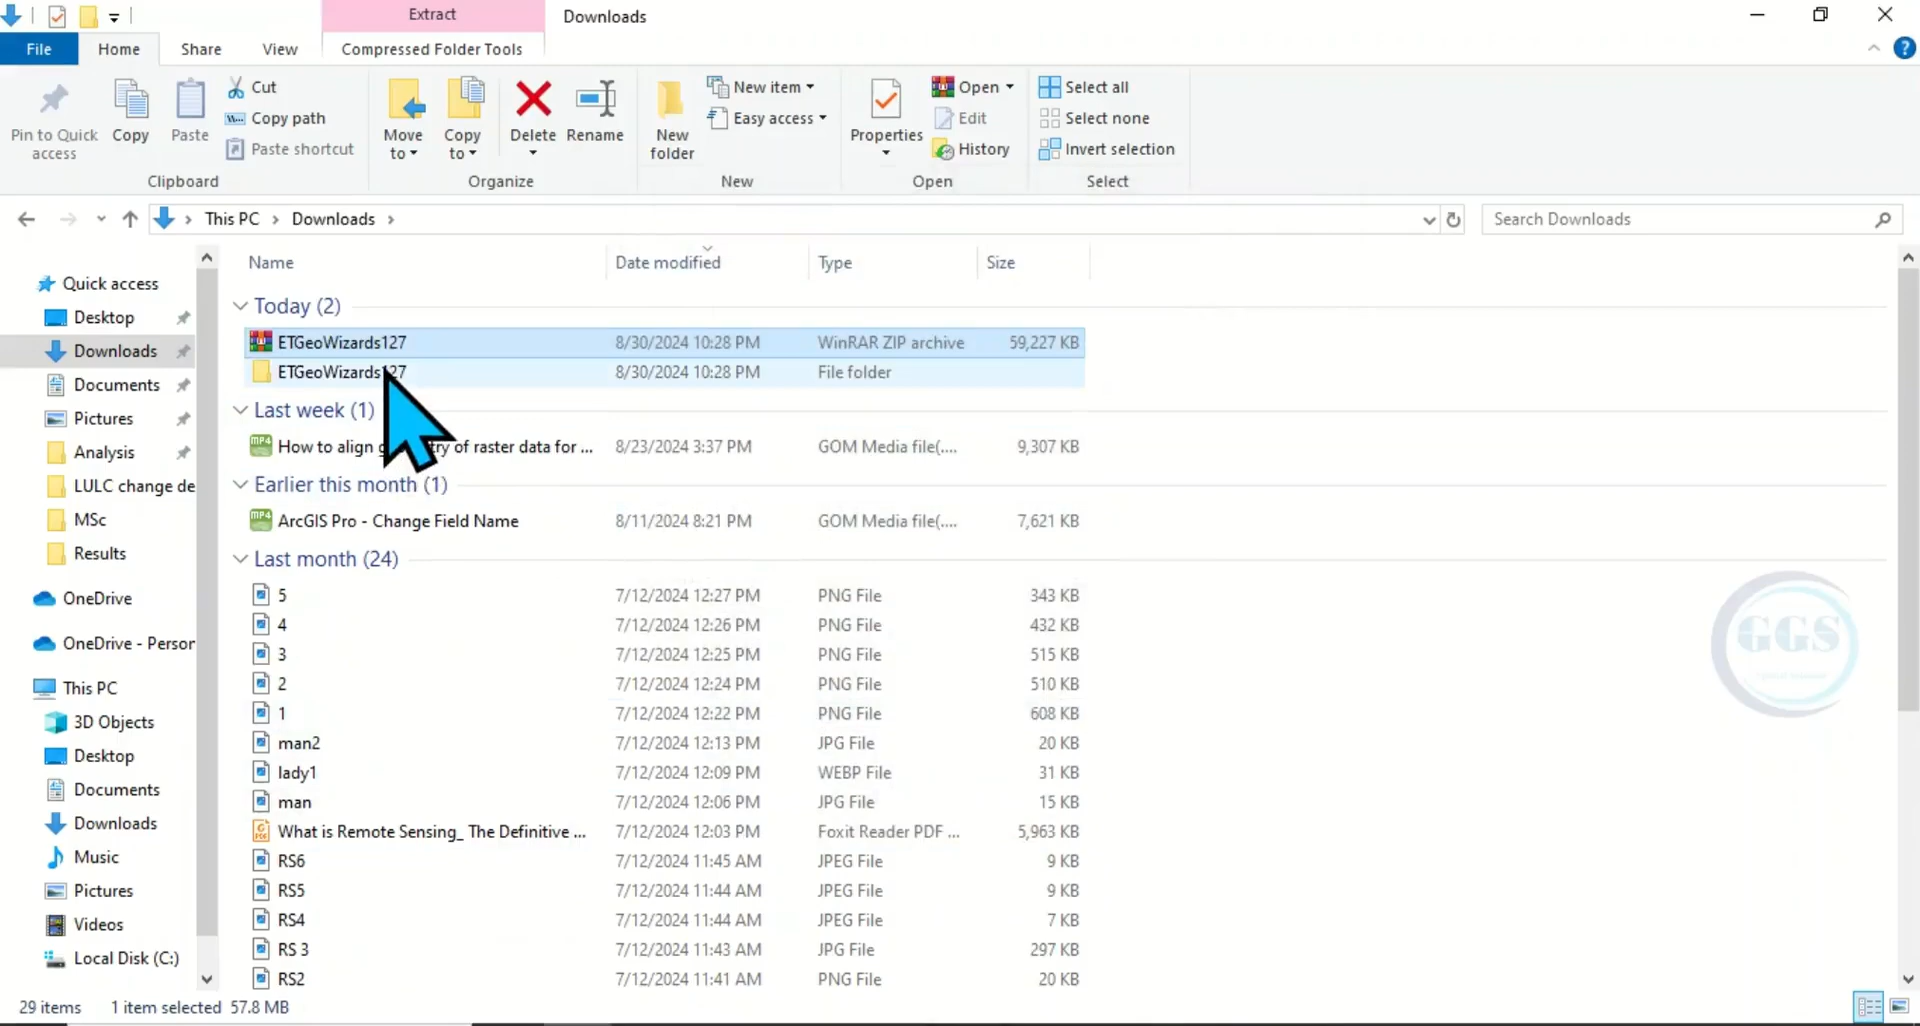 Extract
Downloads
File
Home
Share
View
Compressed Folder Tools
Pin to Quick access
Copy
Paste
Cut
Copy path
Paste shortcut
Clipboard
Move to
Copy to
Delete
Rename
Organize
New folder
New item
Easy access
New
Properties
Open
Edit
History
Open
Select all
Select none
Invert selection
Select
This PC > Downloads >
Search Downloads
Name Date modified Type Size
Quick access
Desktop
Downloads
Documents
Pictures
Analysis
LULC change de
MSc
Results
OneDrive
OneDrive - Person
This PC
3D Objects
Desktop
Documents
Downloads
Music
Pictures
Videos
Local Disk (C:)
Today (2)
ETGeoWizards127 8/30/2024 10:28 PM WinRAR ZIP archive 59,227 KB
ETGeoWizards127 8/30/2024 10:28 PM File folder
Last week (1)
How to align of raster data for ... 8/23/2024 3:37 PM GOM Media file(.... 9,307 KB
Earlier this month (1)
ArcGIS Pro - Change Field Name 8/11/2024 8:21 PM GOM Media file(.... 7,621 KB
Last month (24)
5 7/12/2024 12:27 PM PNG File 343 KB
4 7/12/2024 12:26 PM PNG File 432 KB
3 7/12/2024 12:25 PM PNG File 515 KB
2 7/12/2024 12:24 PM PNG File 510 KB
1 7/12/2024 12:22 PM PNG File 608 KB
man2 7/12/2024 12:13 PM JPG File 20 KB
lady1 7/12/2024 12:09 PM WEBP File 31 KB
man 7/12/2024 12:06 PM JPG File 15 KB
What is Remote Sensing_ The Definitive ... 7/12/2024 12:03 PM Foxit Reader PDF ... 5,963 KB
RS6 7/12/2024 11:45 AM JPEG File 9 KB
RS5 7/12/2024 11:44 AM JPEG File 9 KB
RS4 7/12/2024 11:44 AM JPEG File 7 KB
RS 3 7/12/2024 11:43 AM JPG File 297 KB
RS2 7/12/2024 11:41 AM PNG File 20 KB
GGS
29 items 1 item selected 57.8 MB